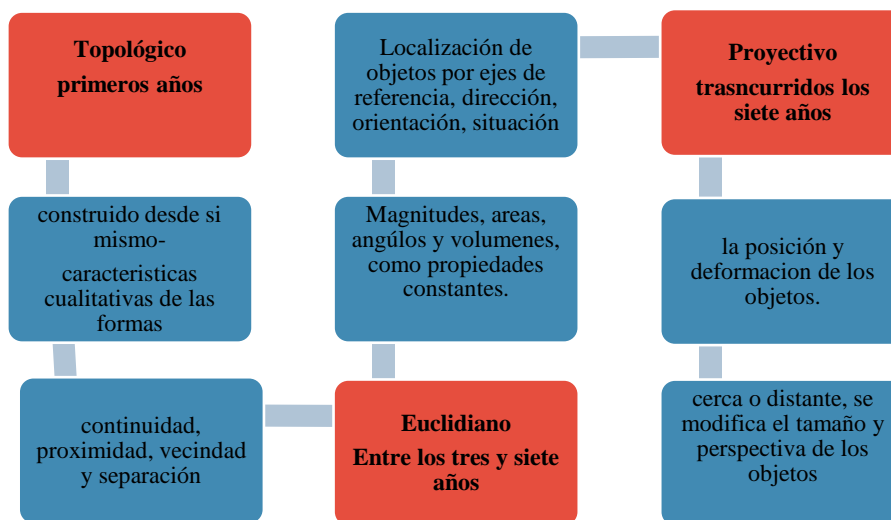 Topológico
primeros años
construido desde si
mismo-
caracteristicas
cualitativas de las
formas
continuidad,
proximidad, vecindad
y separación
Euclidiano
Entre los tres y siete
años
Magnitudes, areas,
angúlos y volumenes,
como propiedades
constantes.
Localización de
objetos por ejes de
referencia, dirección,
orientación, situación
Proyectivo
trasncurridos los
siete años
la posición y
deformacion de los
objetos.
cerca o distante, se
modifica el tamaño y
perspectiva de los
objetos